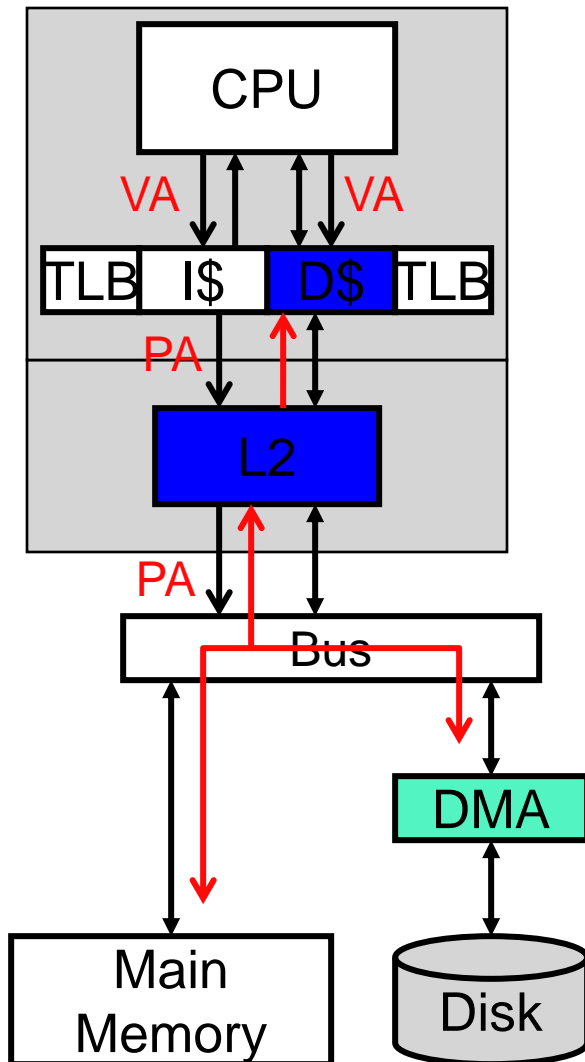 CPU
VA
VA
TLB
I$
D$
TLB
PA
L2
PA
Bus
DMA
Main
Memory
Disk